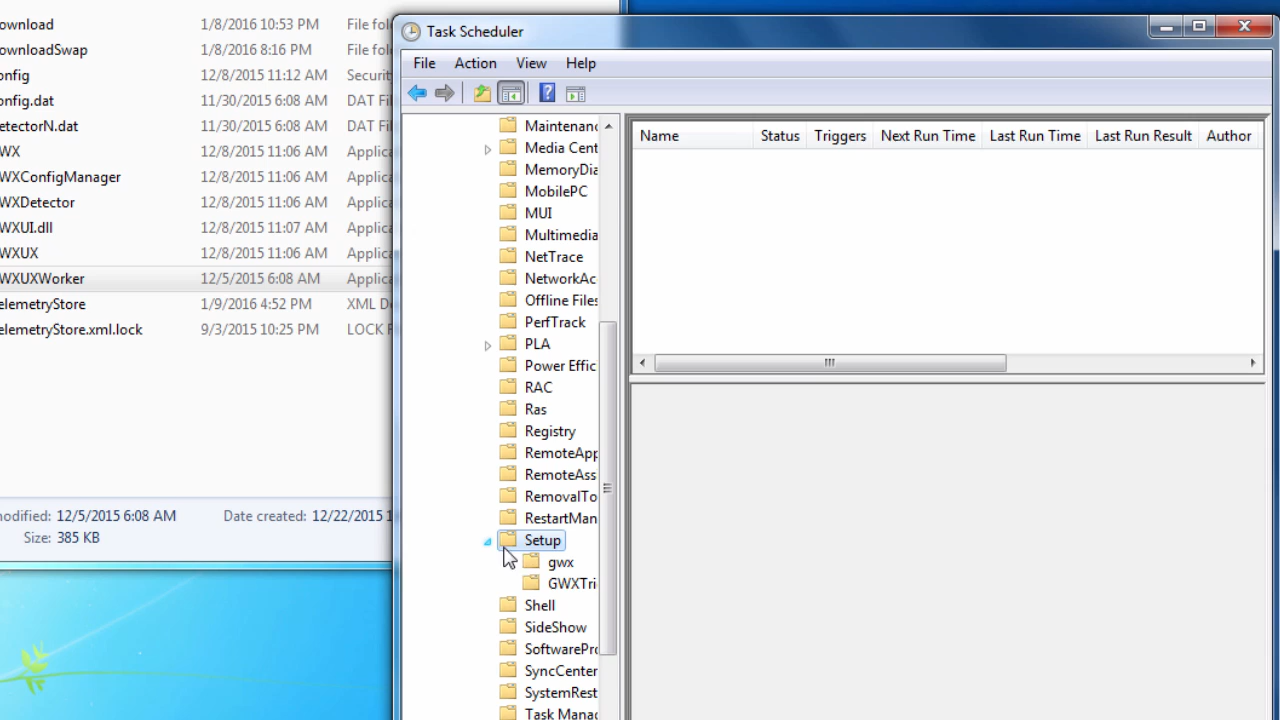 ownload 1/8/2016 10:53 PM File fol
ownloadSwap 1/8/2016 8:16 PM File fol
onfig 12/8/2015 11:12 AM Securit
onfig.dat 11/30/2015 6:08 AM DAT Fil
etectorN.dat 11/30/2015 6:08 AM DAT Fil
WX 12/8/2015 11:06 AM Applica
WXConfigManager 12/8/2015 11:06 AM Applica
WXDetector 12/8/2015 11:06 AM Applica
WXUI.dll 12/8/2015 11:07 AM Applica
WXUX 12/8/2015 11:06 AM Applica
WXUXWorker 12/5/2015 6:08 AM Applica
elemetryStore 1/9/2016 4:52 PM XML D
elemetryStore.xml.lock 9/3/2015 10:25 PM LOCK F
odified: 12/5/2015 6:08 AM Date created: 12/22/2015 1
Size: 385 KB
Task Scheduler
File Action View Help
Maintenanc
Media Cent
MemoryDia
MobilePC
MUI
Multimedia
NetTrace
NetworkAc
Offline Files
PerfTrack
PLA
Power Effic
RAC
Ras
Registry
RemoteApp
RemoteAss
RemovalTo
RestartMan
Setup
gwx
GWXTri
Shell
SideShow
SoftwarePro
SyncCenter
SystemRest
Task Manag
Name Status Triggers Next Run Time Last Run Time Last Run Result Author